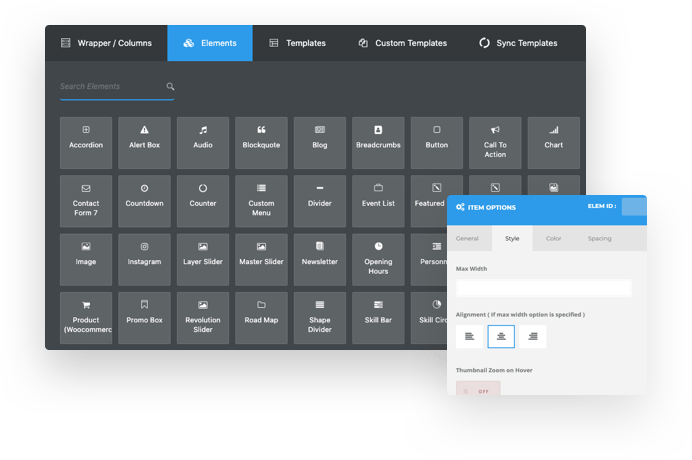 Wrapper / Columns
Elements
Templates
Custom Templates
Sync Templates
Search Elements
Accordion
Alert Box
Audio
Blockquote
Blog
Breadcrumbs
Button
Call To
Action
Chart
Contact
Form 7
Countdown
Counter
Custom
Menu
Divider
Event List
Featured
Image
Instagram
Layer Slider
Master Slider
Newsletter
Opening
Hours
Personn
Product
(Woocommerc
Promo Box
Revolution
Slider
Road Map
Shape
Divider
Skill Bar
Skill Circ
ITEM OPTIONS
ELEM ID :
General
Style
Color
Spacing
Max Width
Alignment ( If max width option is specified )
Thumbnail Zoom on Hover
OFF